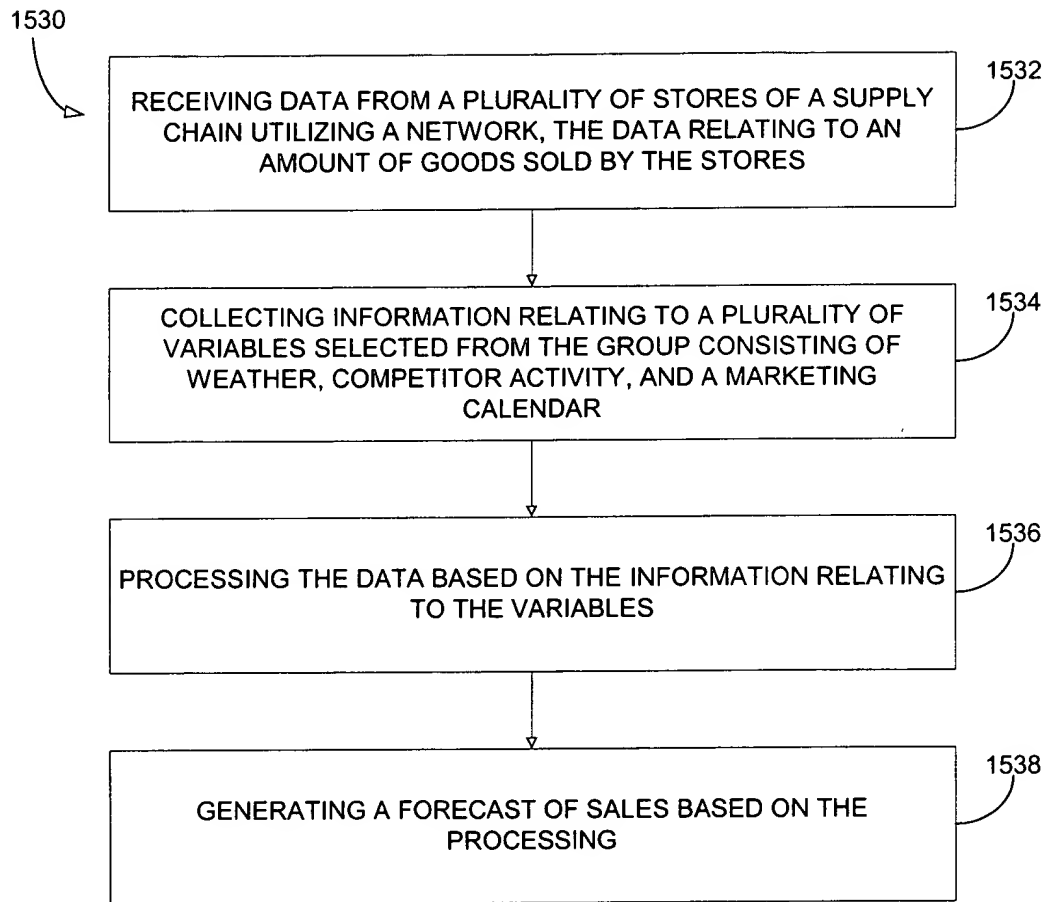 1530
1532
RECEIVING DATA FROM A PLURALITY OF STORES OF A SUPPLY
CHAIN UTILIZING A NETWORK, THE DATA RELATING TO AN
AMOUNT OF GOODS SOLD BY THE STORES
1534
COLLECTING INFORMATION RELATING TO A PLURALITY OF
VARIABLES SELECTED FROM THE GROUP CONSISTING OF
WEATHER, COMPETITOR ACTIVITY, AND A MARKETING
CALENDAR
1536
PROCESSING THE DATA BASED ON THE INFORMATION RELATING
TO THE VARIABLES
1538
GENERATING A FORECAST OF SALES BASED ON THE
PROCESSING